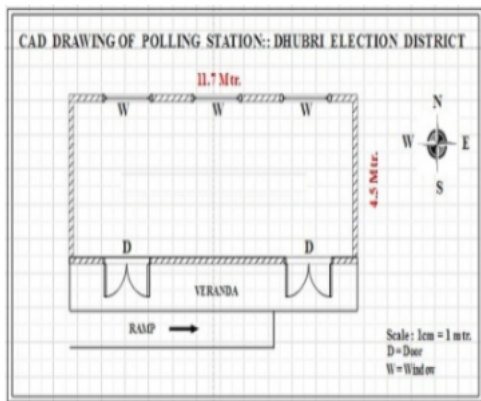 CAD DRAWING OF POLLING STATION:: DHUBRI ELECTION DISTRICT
11.7 Mtr.
W W W
N
W E
S
4.5 Mtr.
D D
VERANDA
RAMP
Scale: 1cm = 1 mtr.
D=Door
W=Window